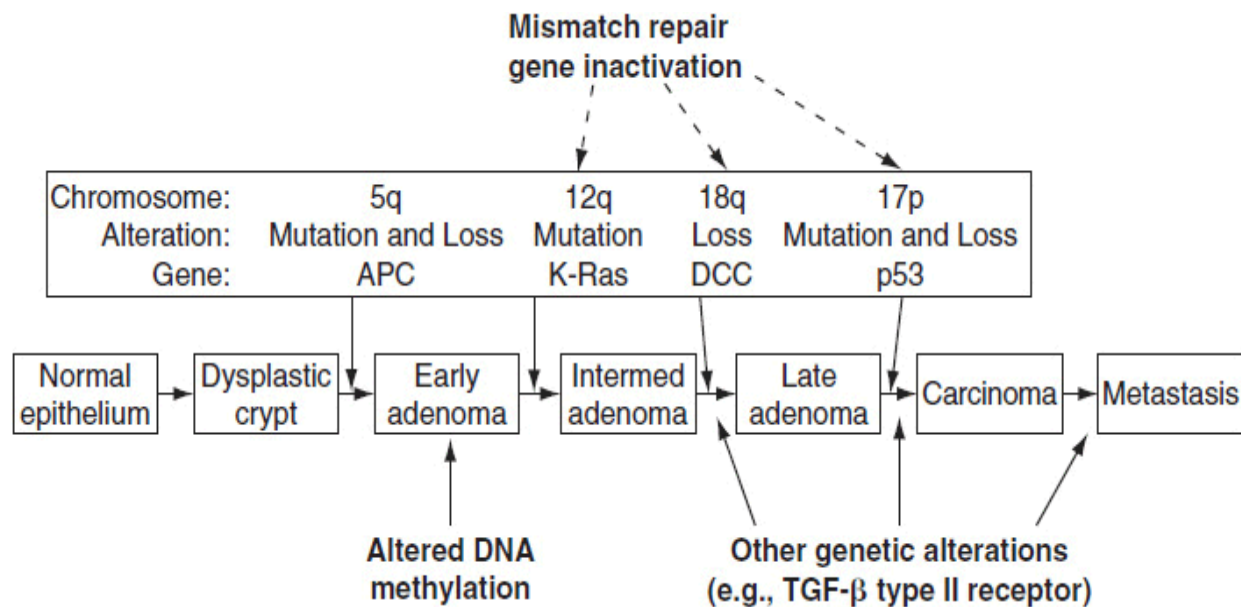 Mismatch repair
gene inactivation
Chromosome: 5q 12q 18q 17p
Alteration: Mutation and Loss Mutation Loss Mutation and Loss
Gene: APC K-Ras DCC p53
Normal
epithelium
Dysplastic
crypt
Early
adenoma
Intermed
adenoma
Late
adenoma
Carcinoma
Metastasis
Altered DNA
methylation
Other genetic alterations
(e.g., TGF-β type II receptor)